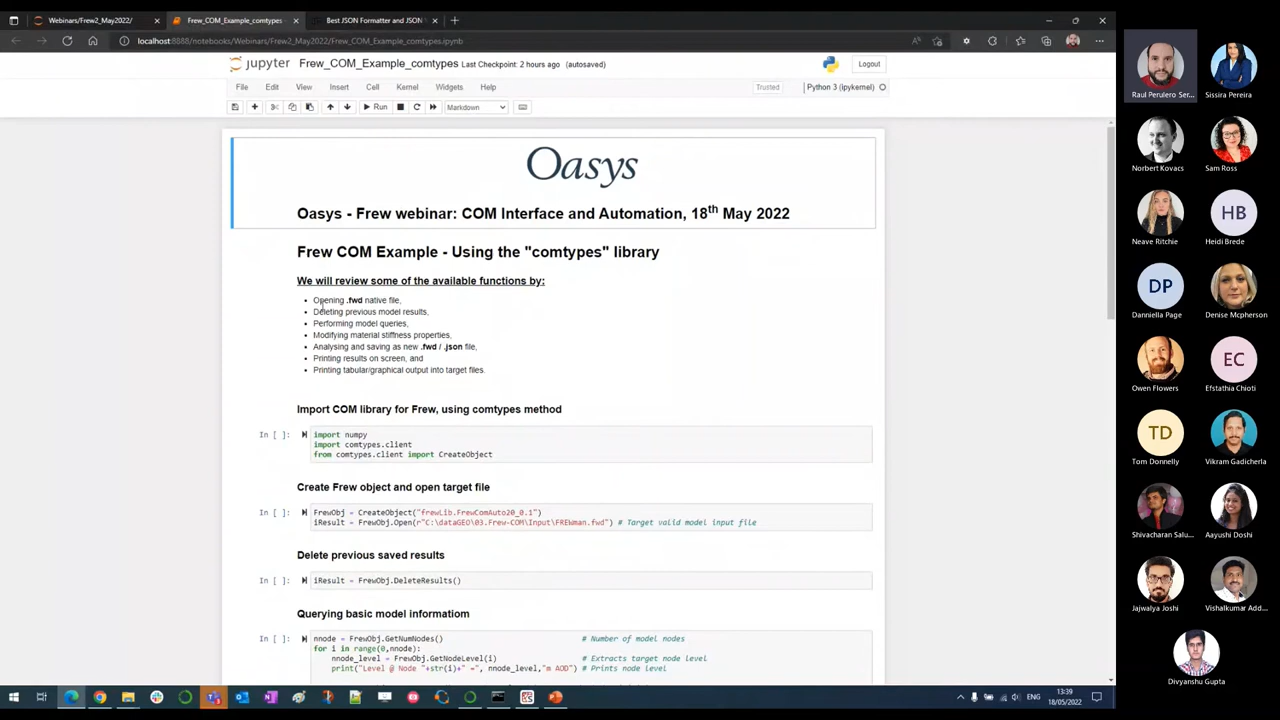 Webinars/Frew2_May2022/
Frew_COM_Example_comtypes
Best JSON Formatter and JSON
localhost:8888/notebooks/Webinars/Frew2_May2022/Frew_COM_Example_comtypes.ipynb
jupyter Frew_COM_Example_comtypes Last Checkpoint: 2 hours ago (autosaved)
Logout
File Edit View Insert Cell Kernel Widgets Help
Trusted
Python 3 (ipykernel)
Run
Markdown
Oasys
Oasys - Frew webinar: COM Interface and Automation, 18th May 2022
Frew COM Example - Using the "comtypes" library
We will review some of the available functions by:
• Opening .fwd native file,
• Deleting previous model results,
• Performing model queries,
• Modifying material stiffness properties,
• Analysing and saving as new .fwd / .json file,
• Printing results on screen, and
• Printing tabular/graphical output into target files.
Import COM library for Frew, using comtypes method
In [ ]: import numpy
import comtypes.client
from comtypes.client import CreateObject
Create Frew object and open target file
In [ ]: FrewObj = CreateObject("frewLib.FrewComAuto20_0.1")
iResult = FrewObj.Open(r"C:\dataGEO\03.Frew-COM\Input\FREWman.fwd") # Target valid model input file
Delete previous saved results
In [ ]: iResult = FrewObj.DeleteResults()
Querying basic model informatiom
In [ ]: nnode = FrewObj.GetNumNodes() # Number of model nodes
for i in range(0,nnode):
nnode_level = FrewObj.GetNodeLevel(i) # Extracts target node level
print("Level @ Node "+str(i)+" =", nnode_level,"m AOD") # Prints node level
Raul Perulero Ser...
Sissira Pereira
Norbert Kovacs
Sam Ross
HB
Neave Ritchie
Heidi Brede
DP
Danniella Page
Denise Mcpherson
EC
Owen Flowers
Efstathia Chioti
TD
Tom Donnelly
Vikram Gadicherla
Shivacharan Salu...
Aayushi Doshi
Jajwalya Joshi
Vishalkumar Add...
Divyanshu Gupta
ENG
13:39
18/05/2022